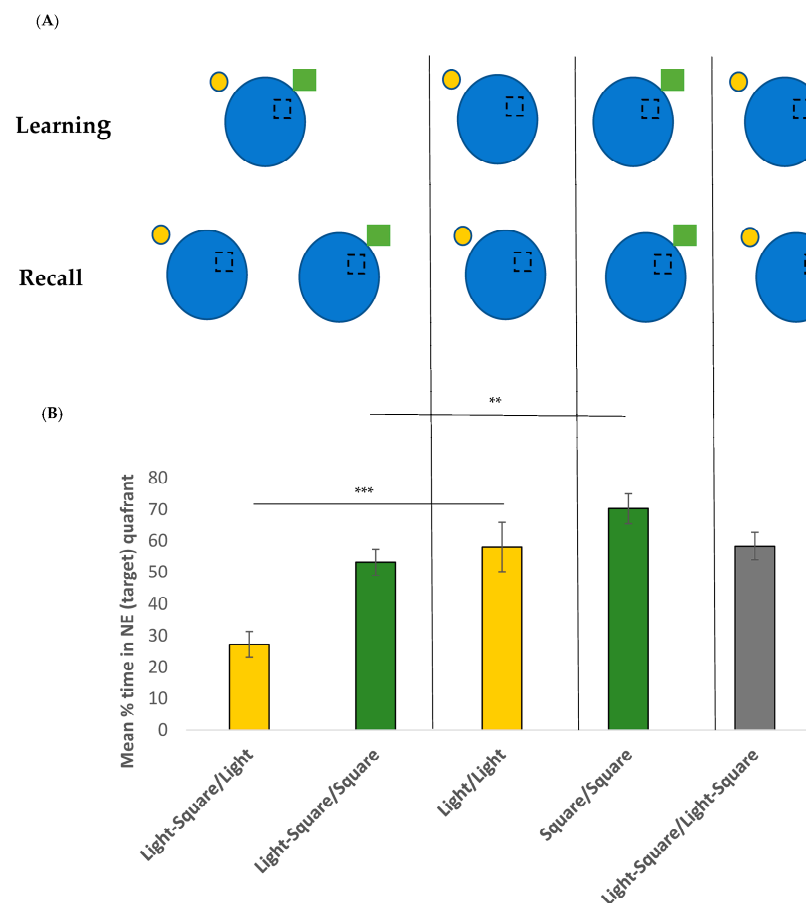 (A)
Learning
Recall
(B)
**
***
Mean % time in NE (target) quafrant
80
70
60
50
40
30
20
10
0
Light-Square/Light
Light-Square/Square
Light/Light
Square/Square
Light-Square/Light-Square